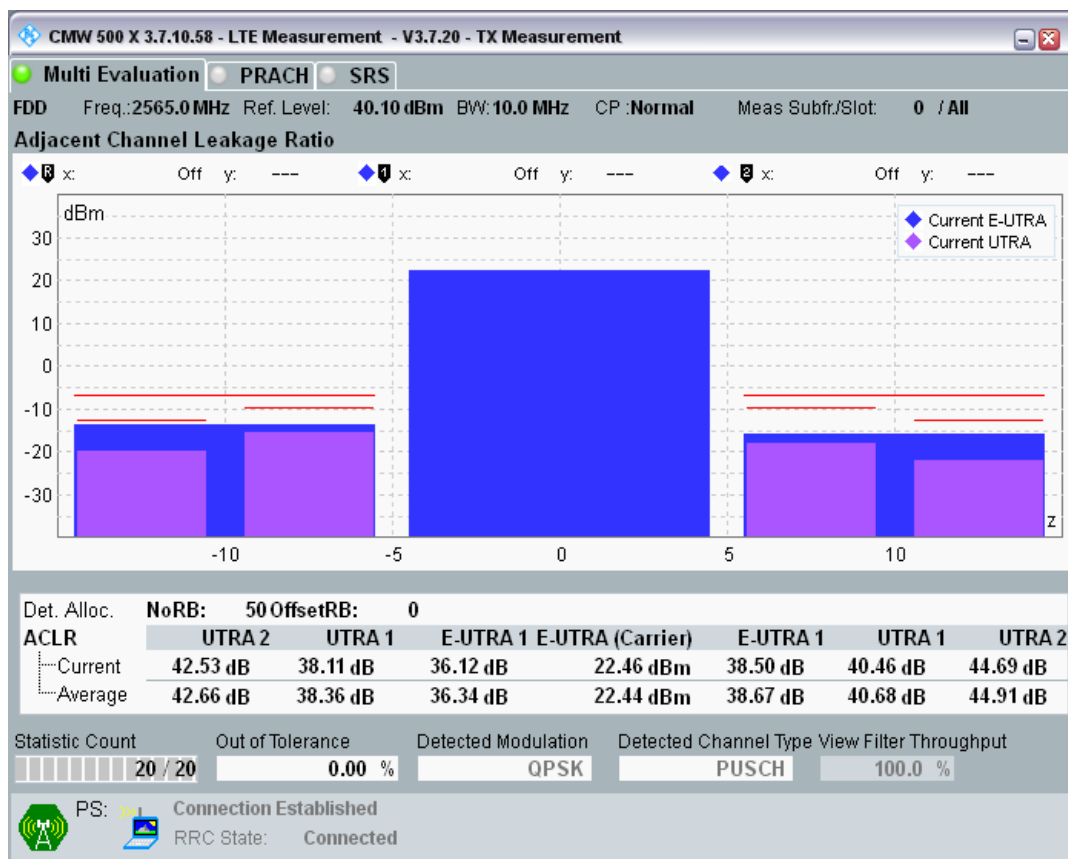 CMW 500 X 3.7.10.58 - LTE Measurement - V3.7.20 - TX Measurement
Multi Evaluation PRACH SRS
FDD Freq.:2565.0 MHz Ref. Level: 40.10 dBm BW: 10.0 MHz CP :Normal Meas Subfr./Slot: 0 / All
Adjacent Channel Leakage Ratio
R x: Off y: --- 1 x: Off y: --- 2 x: Off y: ---
dBm
Current E-UTRA
Current UTRA
30
20
10
0
-10
-20
-30
z
-10 -5 0 5 10
Det. Alloc. NoRB: 50 OffsetRB: 0
ACLR UTRA 2 UTRA 1 E-UTRA 1 E-UTRA (Carrier) E-UTRA 1 UTRA 1 UTRA 2
Current 42.53 dB 38.11 dB 36.12 dB 22.46 dBm 38.50 dB 40.46 dB 44.69 dB
Average 42.66 dB 38.36 dB 36.34 dB 22.44 dBm 38.67 dB 40.68 dB 44.91 dB
Statistic Count Out of Tolerance Detected Modulation Detected Channel Type View Filter Throughput
20 / 20 0.00 % QPSK PUSCH 100.0 %
PS: Connection Established
RRC State: Connected